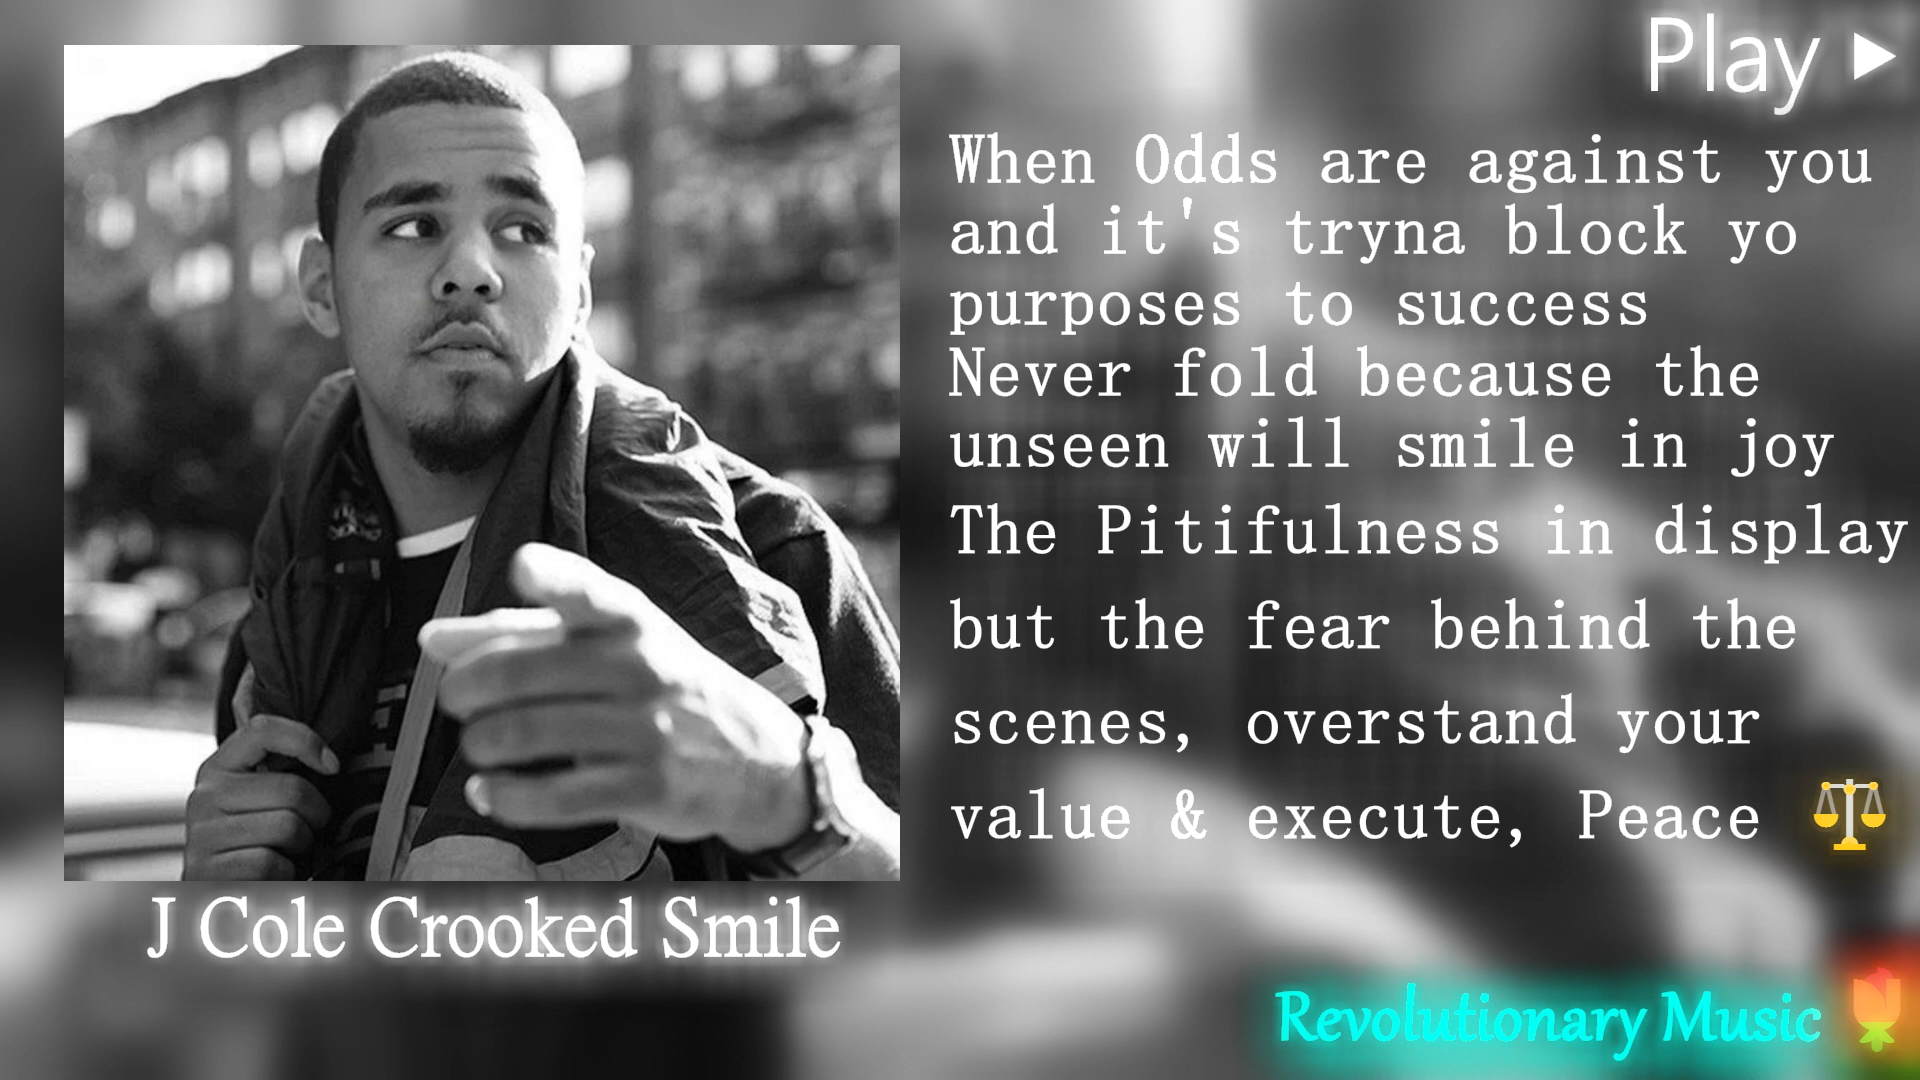 Play ▶
When Odds are against you
and it's tryna block yo
purposes to success
Never fold because the
unseen will smile in joy
The Pitifulness in display
but the fear behind the
scenes, overstand your
value & execute, Peace ⚖️
J Cole Crooked Smile
Revolutionary Music 🌷